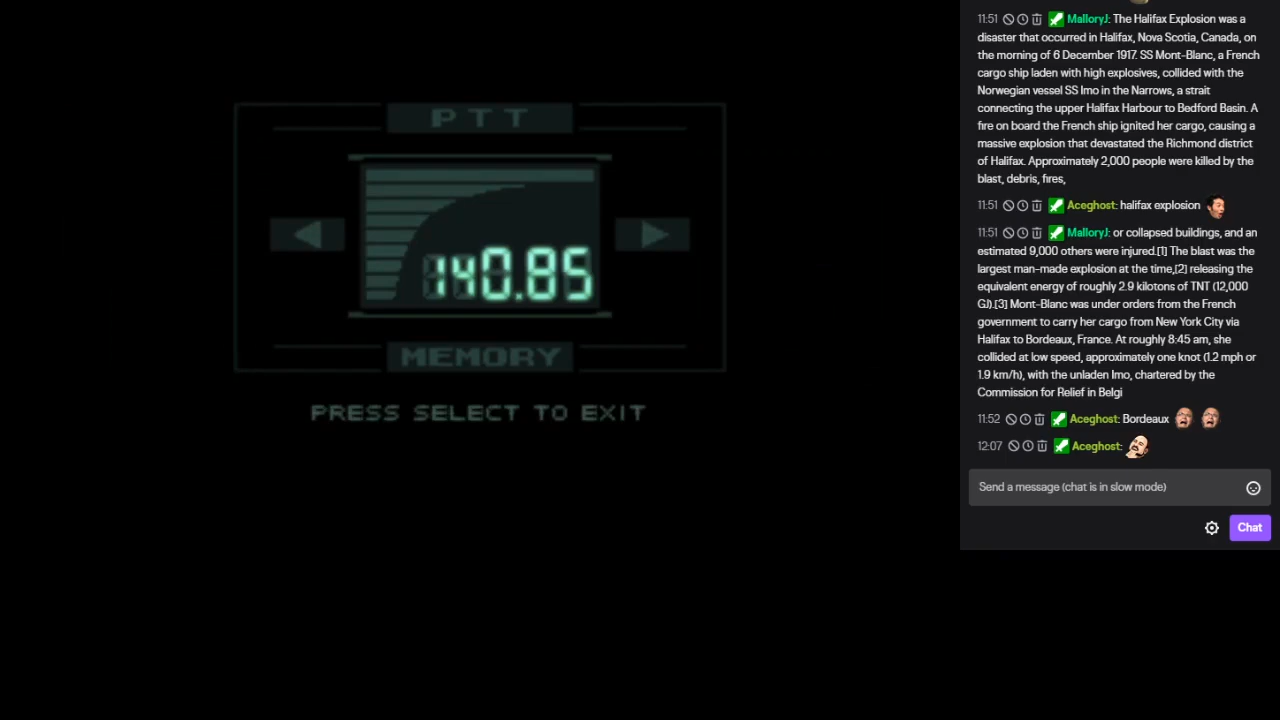 PTT
140.85
MEMORY
PRESS SELECT TO EXIT
11:51 MalloryJ: The Halifax Explosion was a
disaster that occurred in Halifax, Nova Scotia, Canada, on
the morning of 6 December 1917. SS Mont-Blanc, a French
cargo ship laden with high explosives, collided with the
Norwegian vessel SS Imo in the Narrows, a strait
connecting the upper Halifax Harbour to Bedford Basin. A
fire on board the French ship ignited her cargo, causing a
massive explosion that devastated the Richmond district
of Halifax. Approximately 2,000 people were killed by the
blast, debris, fires,
11:51 Aceghost: halifax explosion
11:51 MalloryJ: or collapsed buildings, and an
estimated 9,000 others were injured.[1] The blast was the
largest man-made explosion at the time,[2] releasing the
equivalent energy of roughly 2.9 kilotons of TNT (12,000
GJ).[3] Mont-Blanc was under orders from the French
government to carry her cargo from New York City via
Halifax to Bordeaux, France. At roughly 8:45 am, she
collided at low speed, approximately one knot (1.2 mph or
1.9 km/h), with the unladen Imo, chartered by the
Commission for Relief in Belgi
11:52 Aceghost: Bordeaux
12:07 Aceghost:
Send a message (chat is in slow mode)
Chat